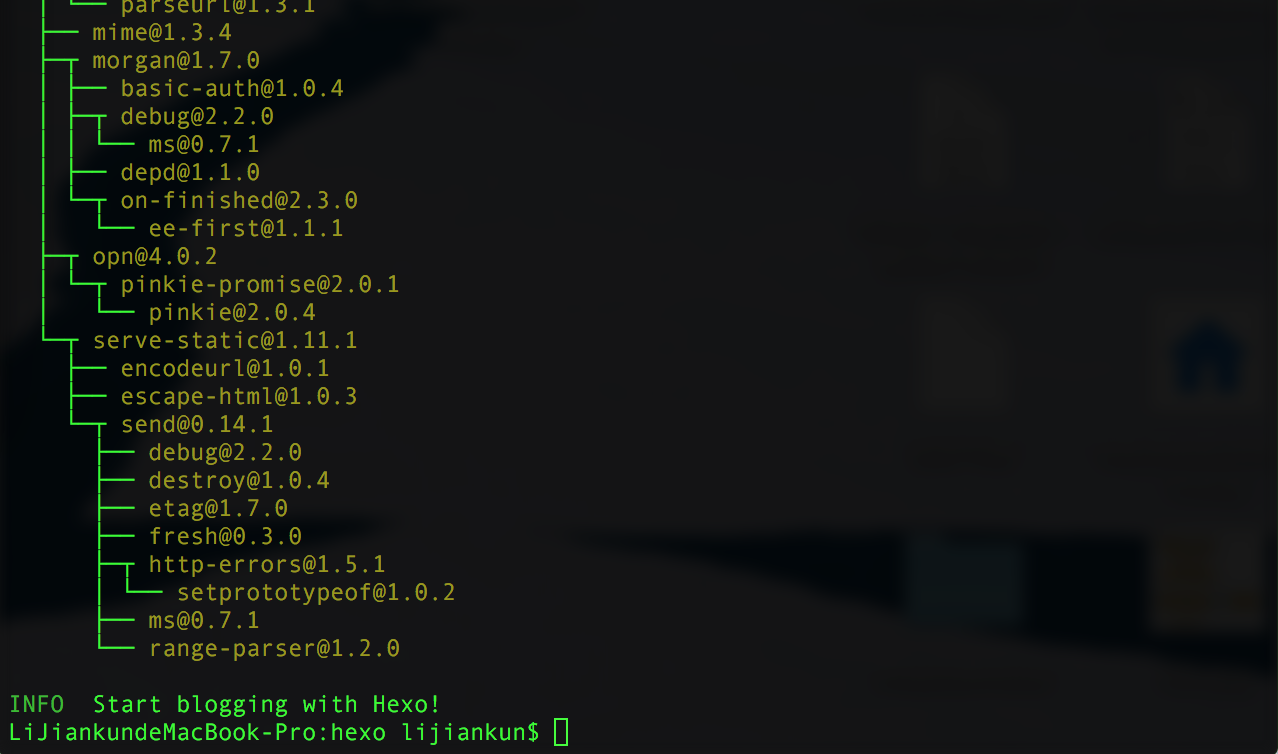 parseurl@1.3.1
mime@1.3.4
morgan@1.7.0
basic-auth@1.0.4
debug@2.2.0
ms@0.7.1
depd@1.1.0
on-finished@2.3.0
ee-first@1.1.1
opn@4.0.2
pinkie-promise@2.0.1
pinkie@2.0.4
serve-static@1.11.1
encodeurl@1.0.1
escape-html@1.0.3
send@0.14.1
debug@2.2.0
destroy@1.0.4
etag@1.7.0
fresh@0.3.0
http-errors@1.5.1
setprototypeof@1.0.2
ms@0.7.1
range-parser@1.2.0
INFO  Start blogging with Hexo!
LiJiankundeMacBook-Pro:hexo lijiankun$